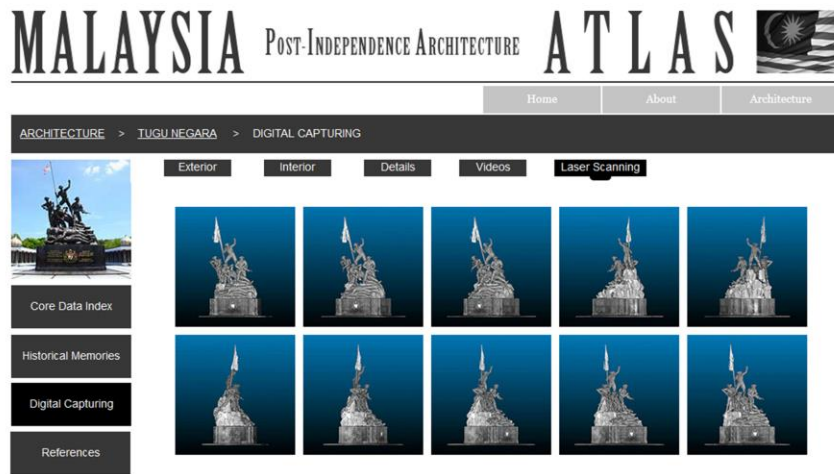 MALAYSIA POST-INDEPENDENCE ARCHITECTURE ATLAS
Home About Architecture
ARCHITECTURE > TUGU NEGARA > DIGITAL CAPTURING
Exterior Interior Details Videos Laser Scanning
Core Data Index
Historical Memories
Digital Capturing
References